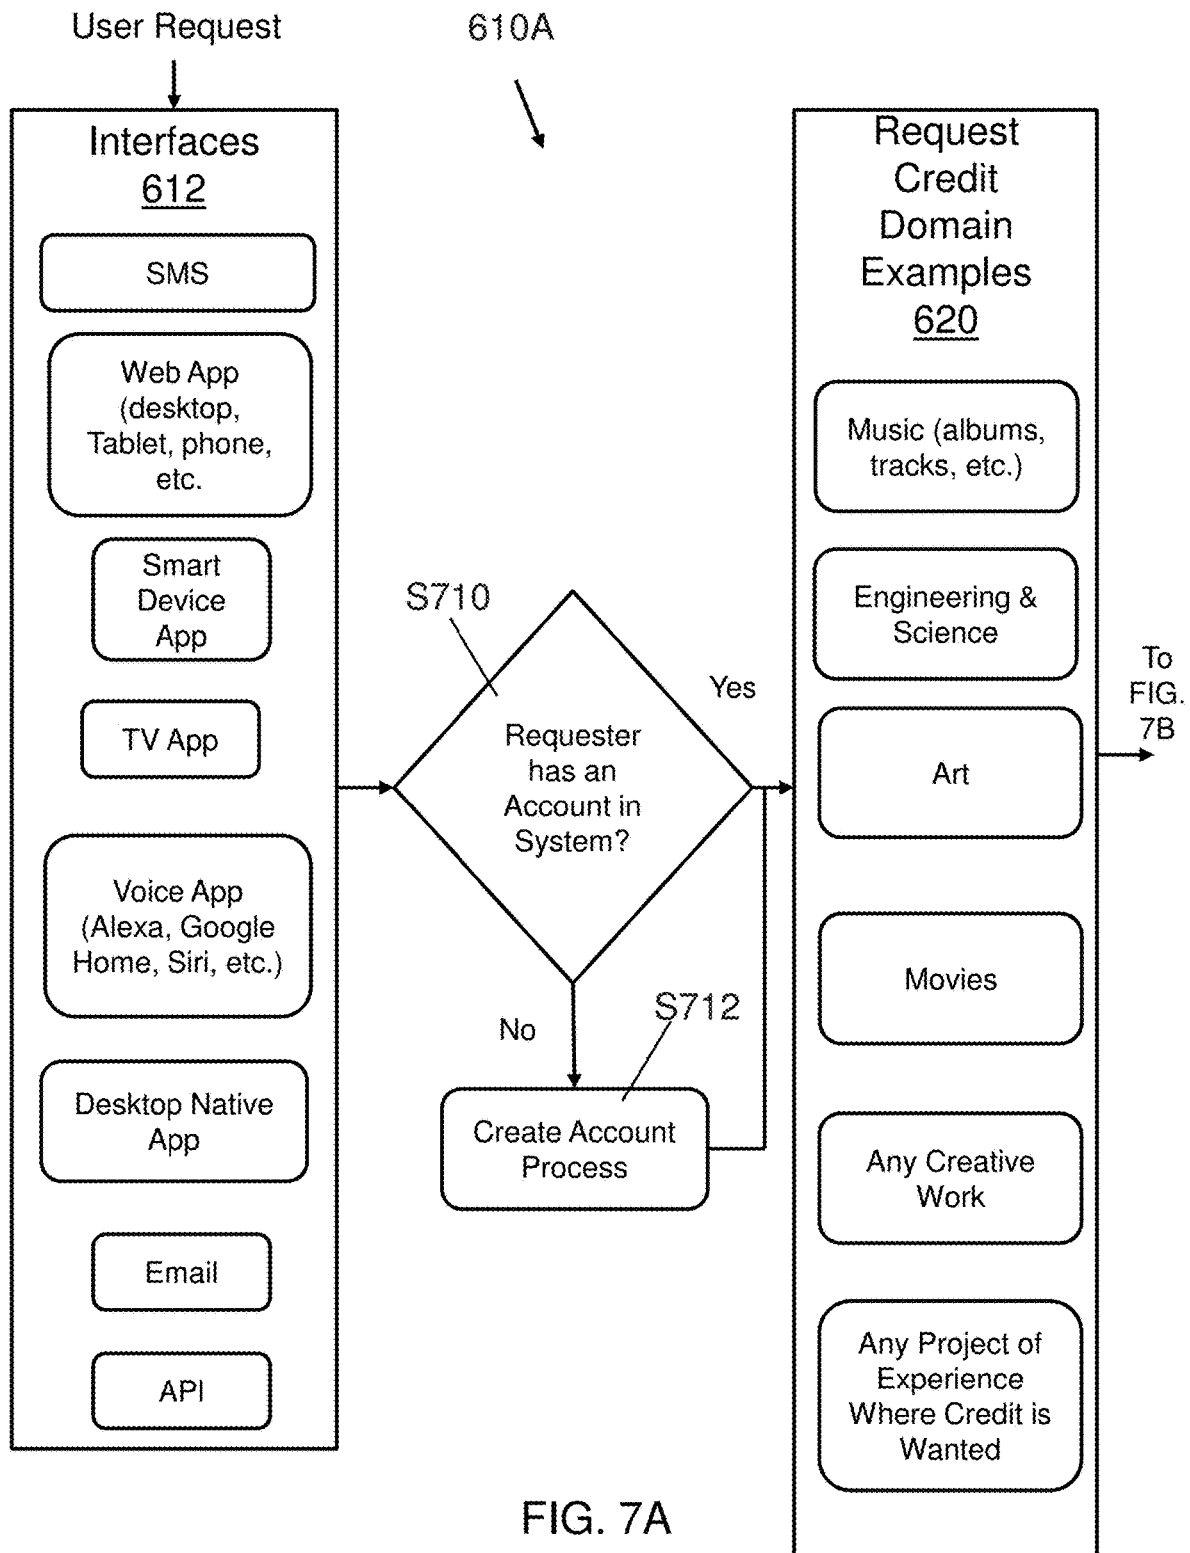 User Request
610A
Interfaces
612
SMS
Web App
(desktop,
Tablet, phone,
etc.
Smart
Device
App
TV App
Voice App
(Alexa, Google
Home, Siri, etc.)
Desktop Native
App
Email
API
S710
Requester
has an
Account in
System?
Yes
No
S712
Create Account
Process
Request
Credit
Domain
Examples
620
Music (albums,
tracks, etc.)
Engineering &
Science
Art
Movies
Any Creative
Work
Any Project of
Experience
Where Credit is
Wanted
To
FIG.
7B
FIG. 7A